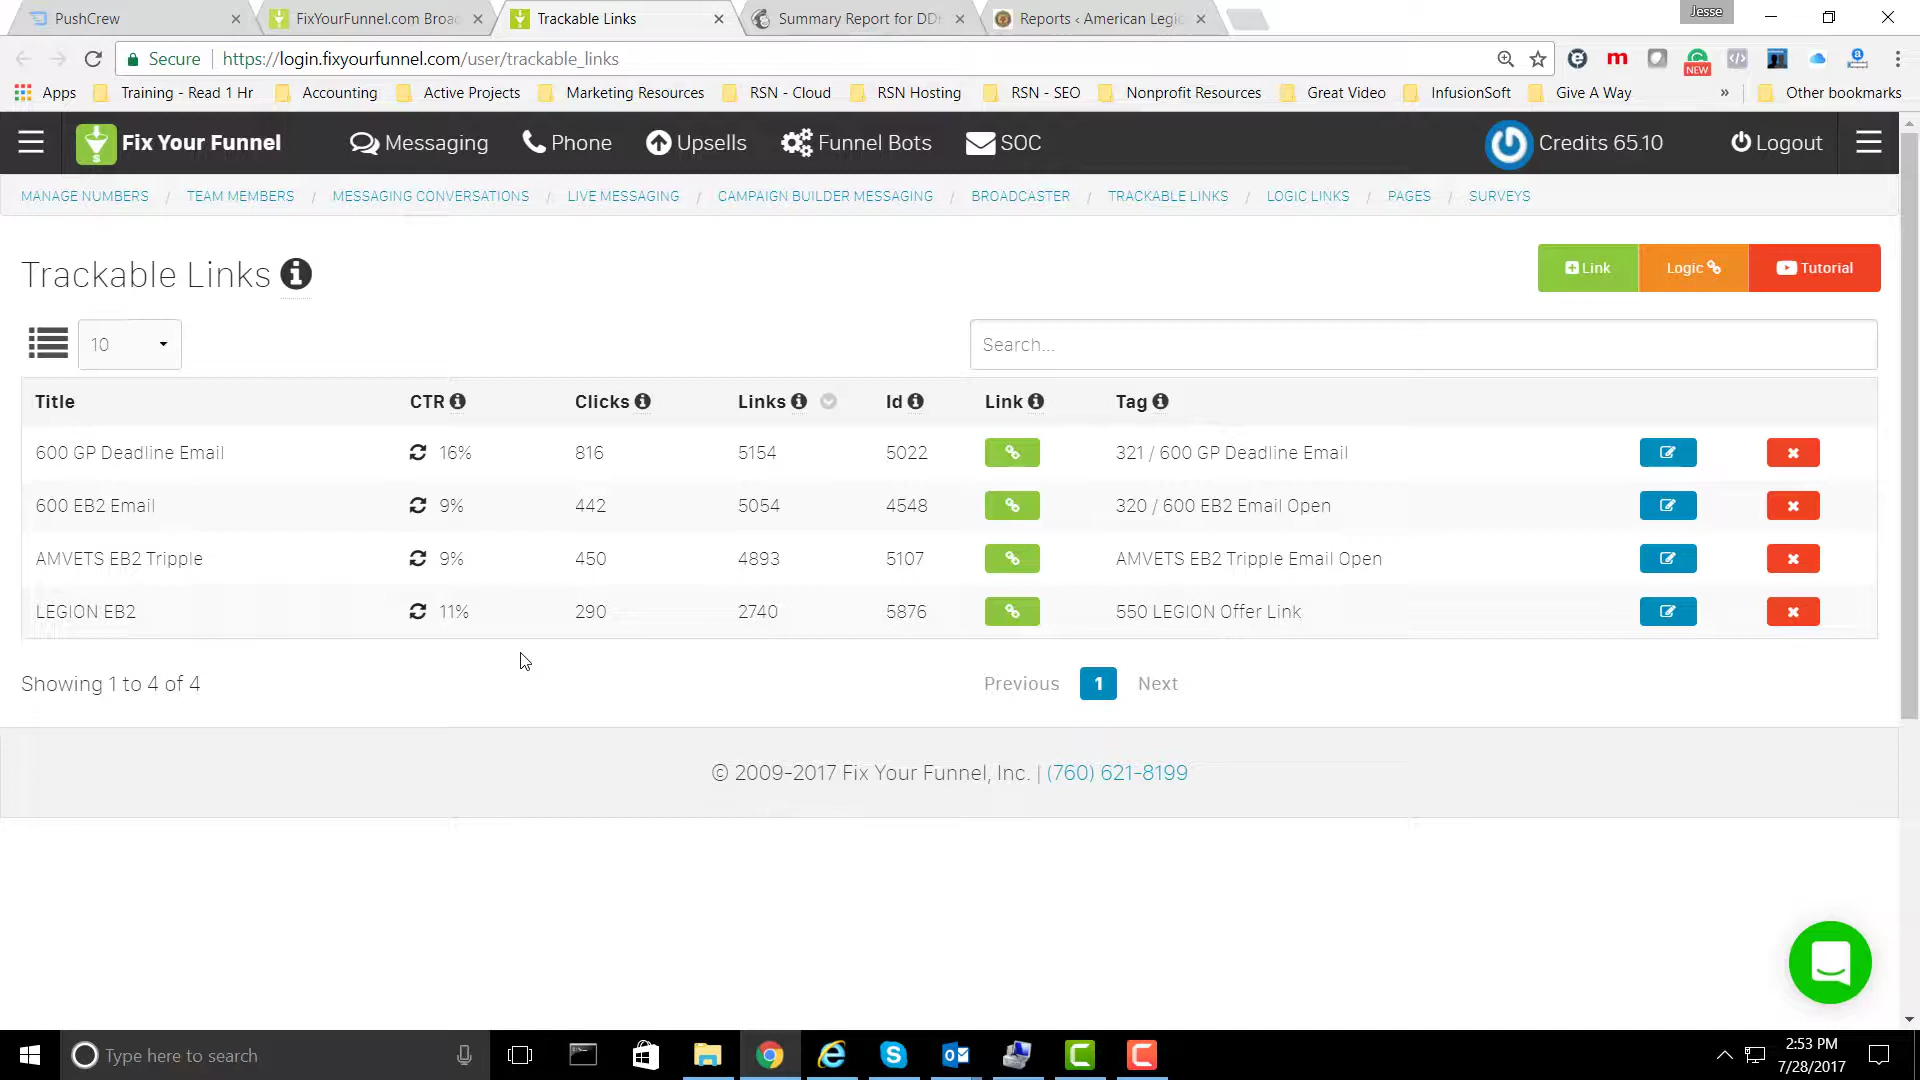 PushCrew
FixYourFunnel.com Broad
Trackable Links
Summary Report for DD
Reports ‹ American Legi
Jesse
Secure
https://login.fixyourfunnel.com/user/trackable_links
m
NEW
Apps
Training - Read 1 Hr
Accounting
Active Projects
Marketing Resources
RSN - Cloud
RSN Hosting
RSN - SEO
Nonprofit Resources
Great Video
InfusionSoft
Give A Way
»
Other bookmarks
Fix Your Funnel
Messaging
Phone
Upsells
Funnel Bots
SOC
Credits 65.10
Logout
MANAGE NUMBERS / TEAM MEMBERS / MESSAGING CONVERSATIONS / LIVE MESSAGING / CAMPAIGN BUILDER MESSAGING / BROADCASTER / TRACKABLE LINKS / LOGIC LINKS / PAGES / SURVEYS
Trackable Links
Link
Logic
Tutorial
10
Search...
Title CTR Clicks Links Id Link Tag
600 GP Deadline Email 16% 816 5154 5022 321 / 600 GP Deadline Email
600 EB2 Email 9% 442 5054 4548 320 / 600 EB2 Email Open
AMVETS EB2 Tripple 9% 450 4893 5107 AMVETS EB2 Tripple Email Open
LEGION EB2 11% 290 2740 5876 550 LEGION Offer Link
Showing 1 to 4 of 4
Previous 1 Next
© 2009-2017 Fix Your Funnel, Inc. | (760) 621-8199
Type here to search
2:53 PM
7/28/2017